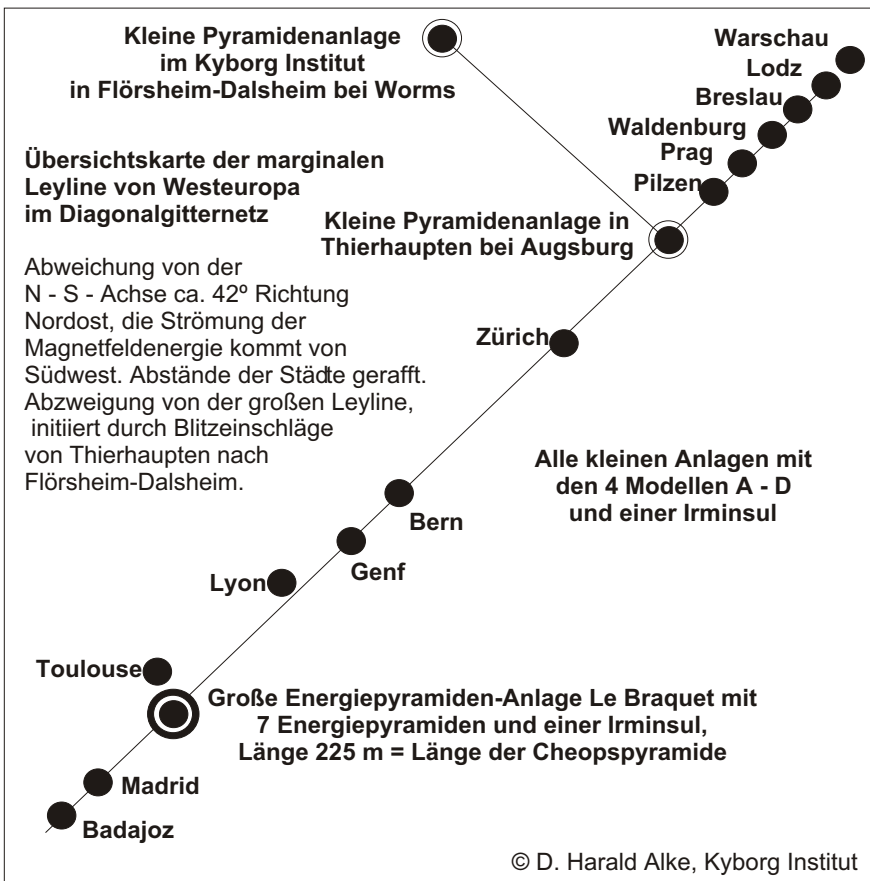 Kleine Pyramidenanlage
im Kyborg Institut
in Flörsheim-Dalsheim bei Worms
Warschau
Lodz
Breslau
Waldenburg
Prag
Pilzen
Übersichtskarte der marginalen
Leyline von Westeuropa
im Diagonalgitternetz
Kleine Pyramidenanlage in
Thierhaupten bei Augsburg
Abweichung von der
N - S - Achse ca. 42º Richtung
Nordost, die Strömung der
Magnetfeldenergie kommt von
Südwest. Abstände der Städte gerafft.
Abzweigung von der großen Leyline,
initiiert durch Blitzeinschläge
von Thierhaupten nach
Flörsheim-Dalsheim.
Zürich
Alle kleinen Anlagen mit
den 4 Modellen A - D
und einer Irminsul
Bern
Genf
Lyon
Toulouse
Große Energiepyramiden-Anlage Le Braquet mit
7 Energiepyramiden und einer Irminsul,
Länge 225 m = Länge der Cheopspyramide
Madrid
Badajoz
© D. Harald Alke, Kyborg Institut